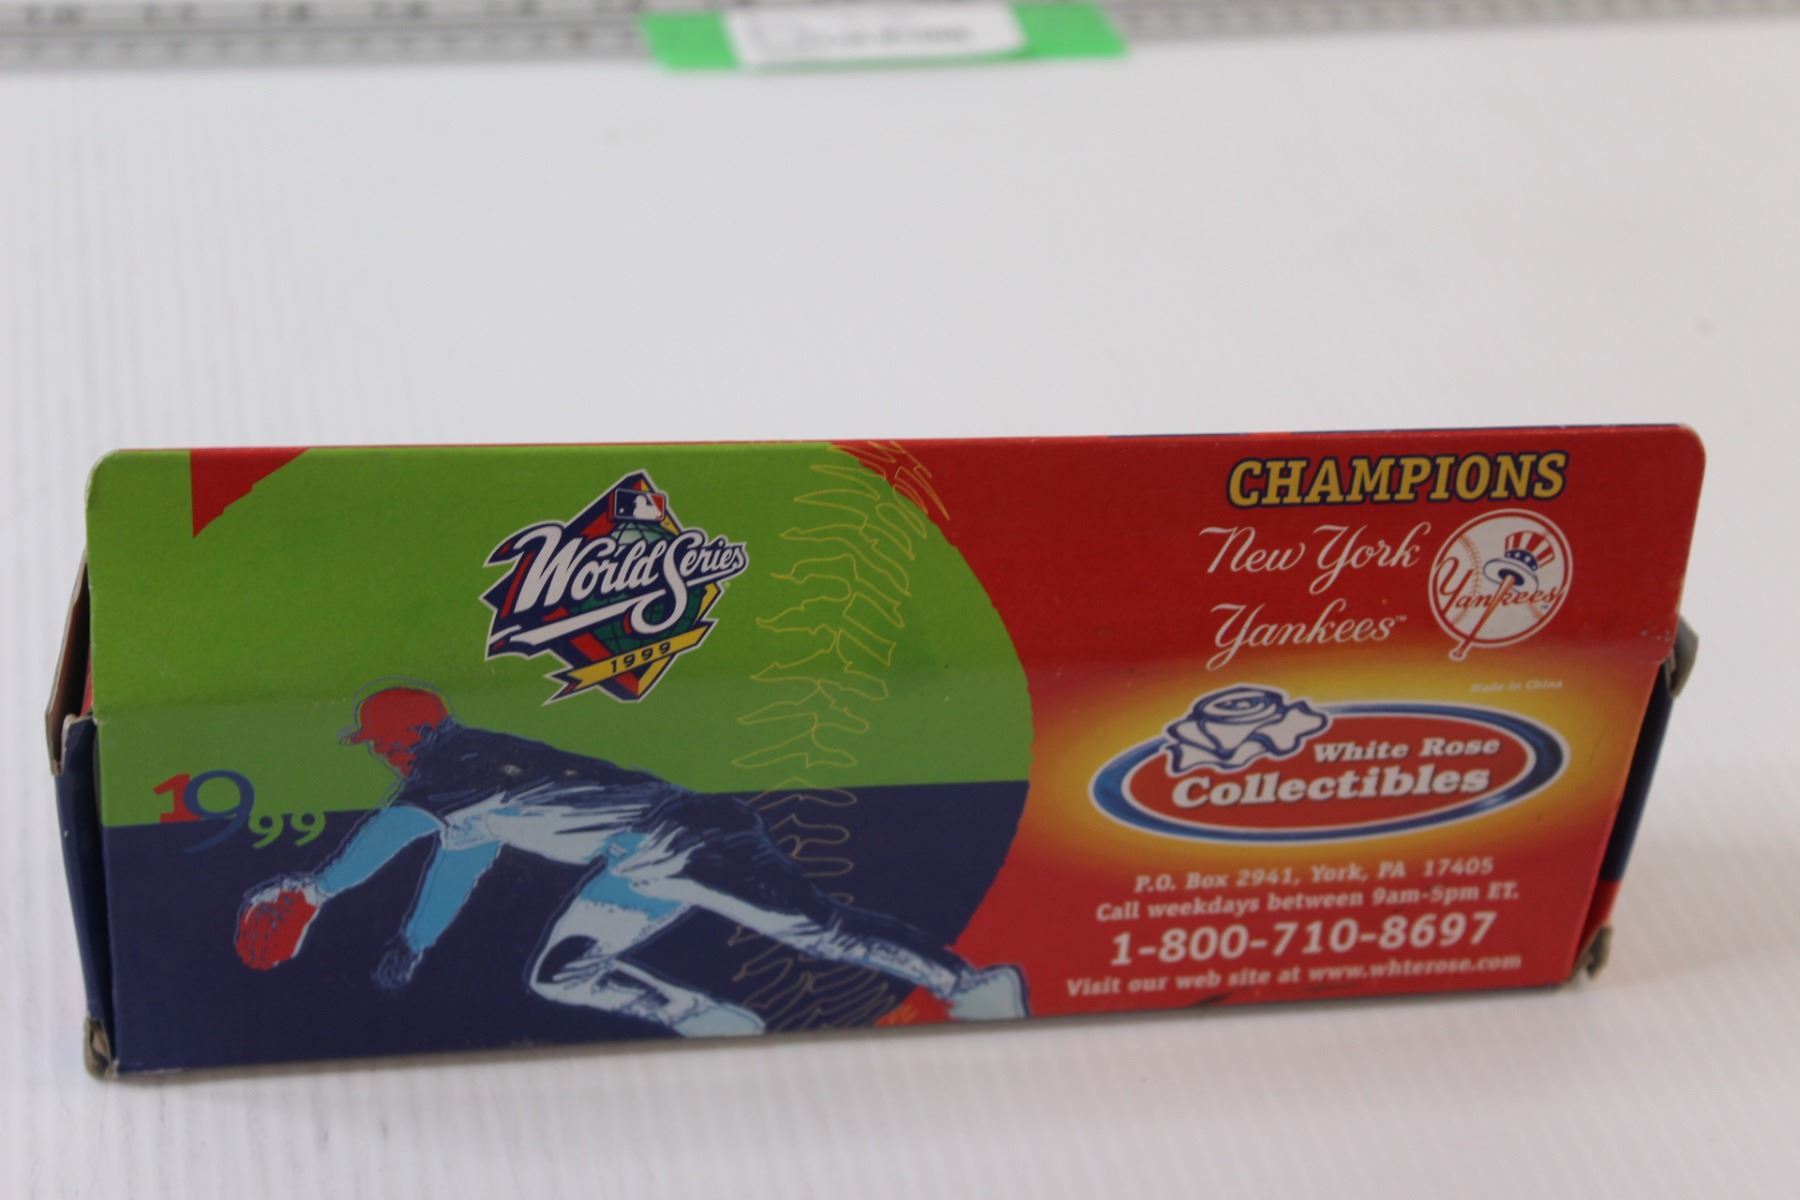 World Series
1999
1999
CHAMPIONS
New York
Yankees™
Yankees
Made in China
White Rose
Collectibles
P.O. Box 2941, York, PA 17405
Call weekdays between 9am-5pm ET.
1-800-710-8697
Visit our web site at www.whterose.com